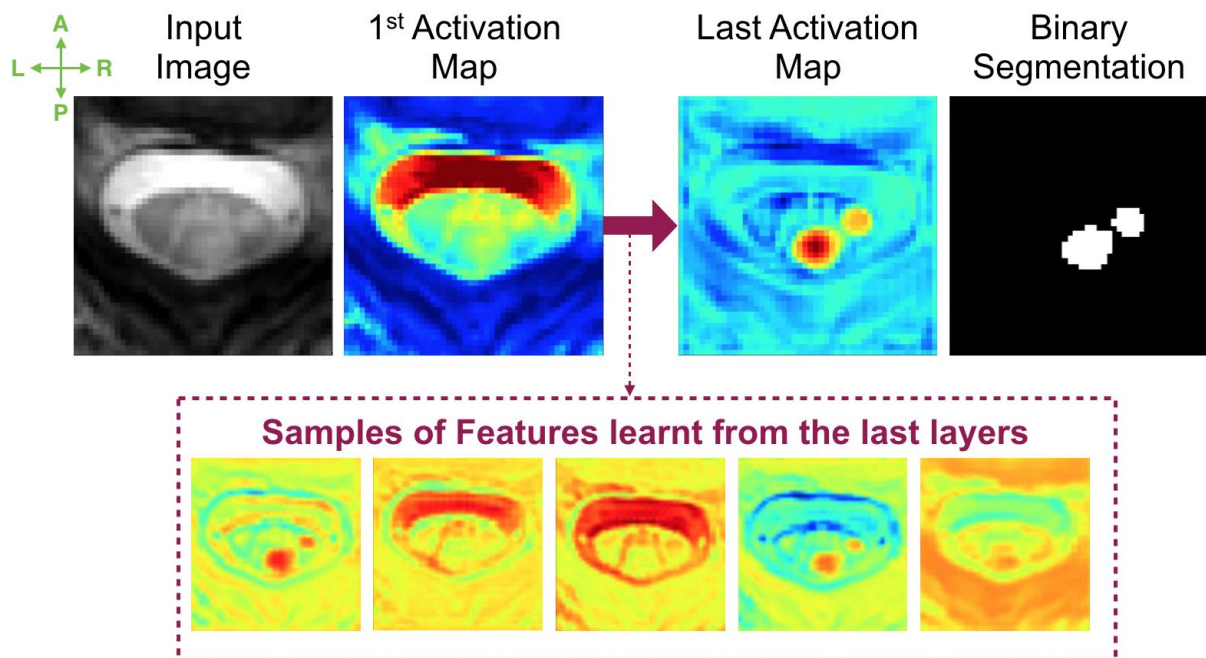 A
L R
P
Input
Image
1st Activation
Map
Last Activation
Map
Binary
Segmentation
Samples of Features learnt from the last layers